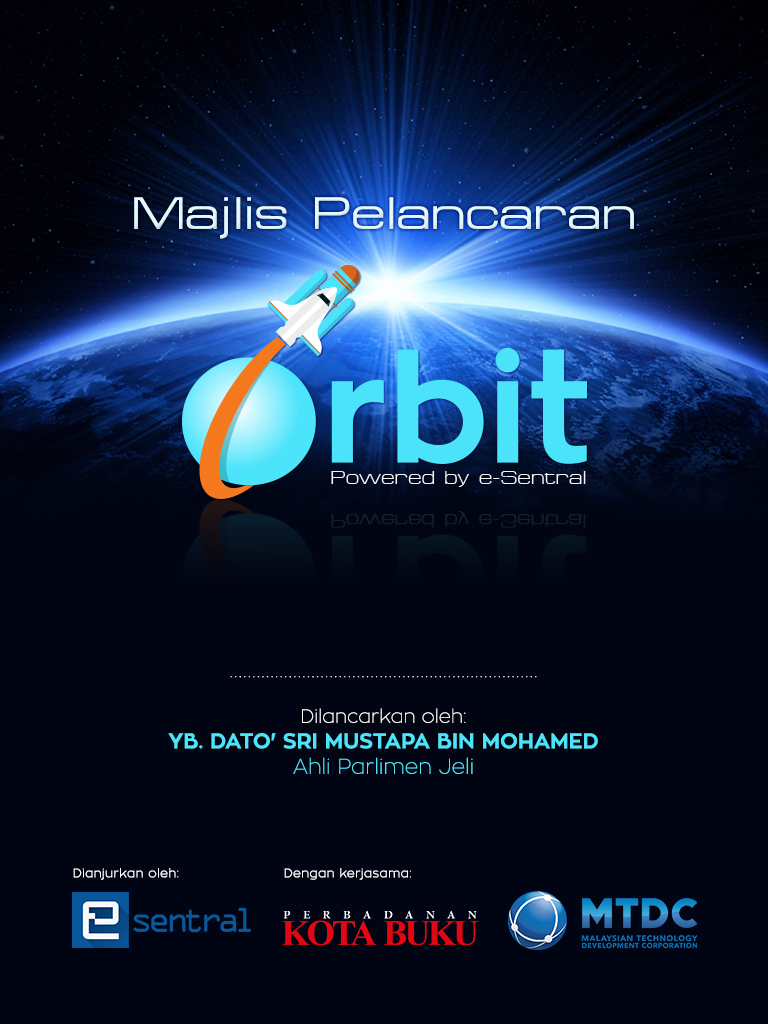 Majlis Pelancaran
Orbit
Powered by e-Sentral
Dilancarkan oleh:
YB. DATO' SRI MUSTAPA BIN MOHAMED
Ahli Parlimen Jeli
Dianjurkan oleh:
e sentral
Dengan kerjasama:
PERBADANAN
KOTA BUKU
MTDC
MALAYSIAN TECHNOLOGY
DEVELOPMENT CORPORATION